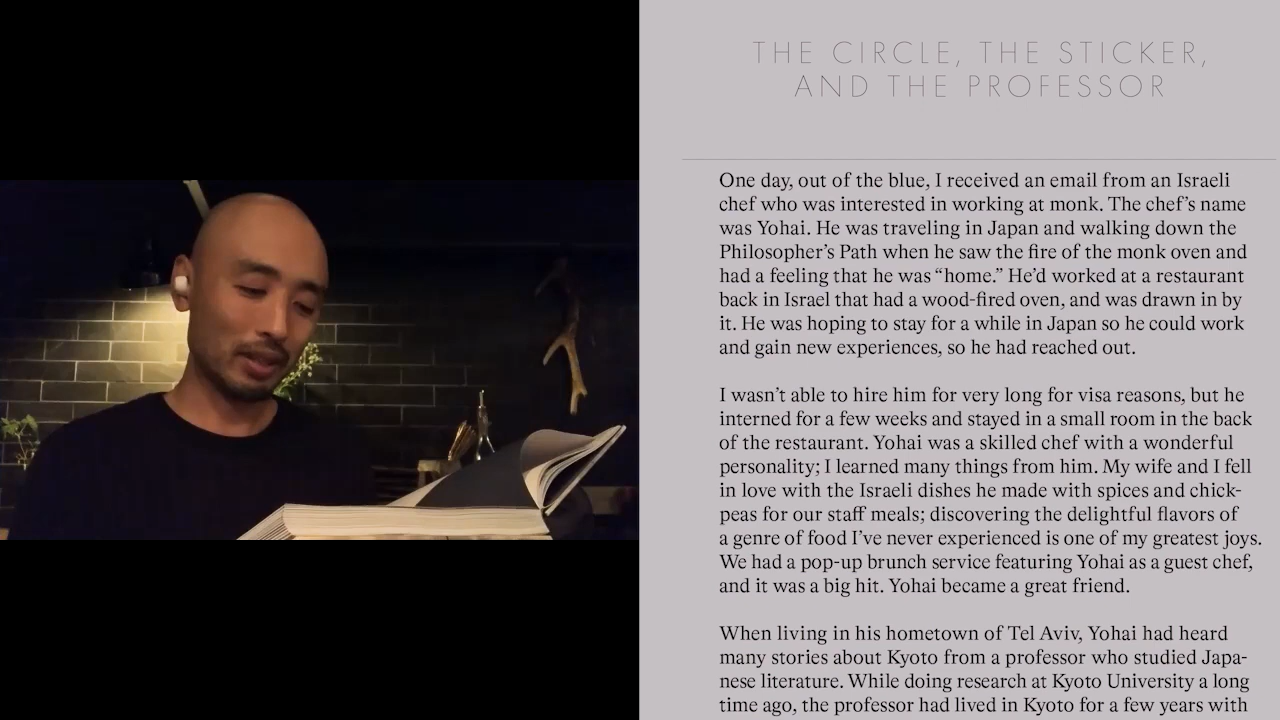 THE CIRCLE, THE STICKER,
AND THE PROFESSOR
One day, out of the blue, I received an email from an Israeli
chef who was interested in working at monk. The chef’s name
was Yohai. He was traveling in Japan and walking down the
Philosopher’s Path when he saw the fire of the monk oven and
had a feeling that he was “home.” He’d worked at a restaurant
back in Israel that had a wood-fired oven, and was drawn in by
it. He was hoping to stay for a while in Japan so he could work
and gain new experiences, so he had reached out.
I wasn’t able to hire him for very long for visa reasons, but he
interned for a few weeks and stayed in a small room in the back
of the restaurant. Yohai was a skilled chef with a wonderful
personality; I learned many things from him. My wife and I fell
in love with the Israeli dishes he made with spices and chick-
peas for our staff meals; discovering the delightful flavors of
a genre of food I’ve never experienced is one of my greatest joys.
We had a pop-up brunch service featuring Yohai as a guest chef,
and it was a big hit. Yohai became a great friend.
When living in his hometown of Tel Aviv, Yohai had heard
many stories about Kyoto from a professor who studied Japa-
nese literature. While doing research at Kyoto University a long
time ago, the professor had lived in Kyoto for a few years with